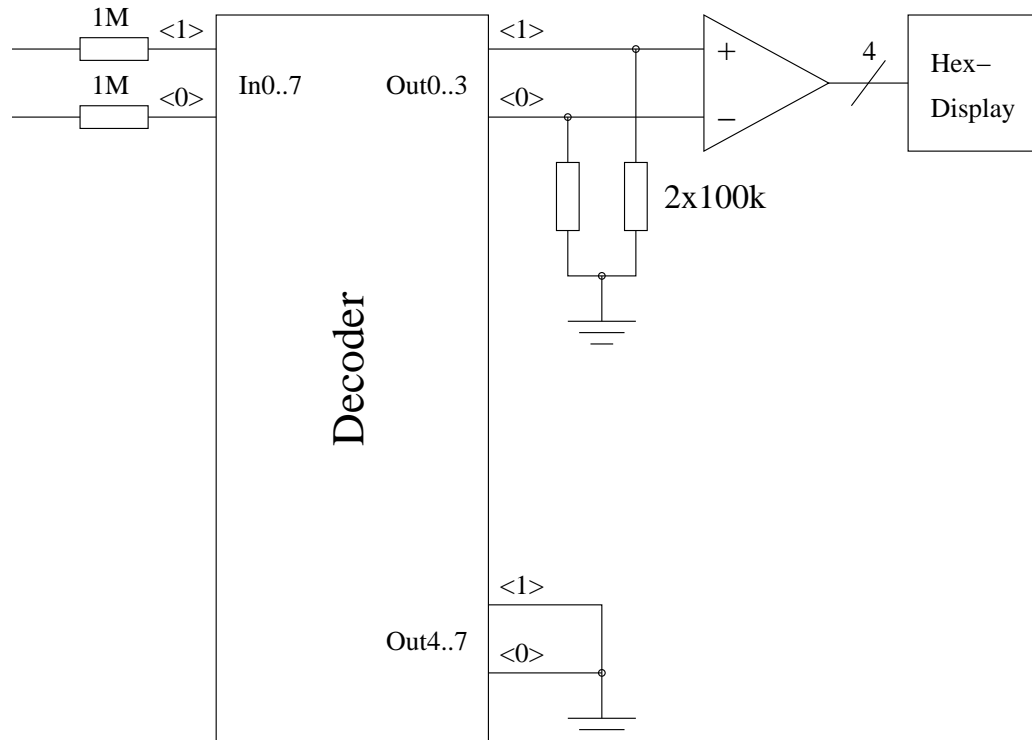 1M
<1>
1M
<0>
In0..7
Out0..3
<1>
<0>
+
−
4
Hex−
Display
2x100k
Decoder
<1>
Out4..7
<0>